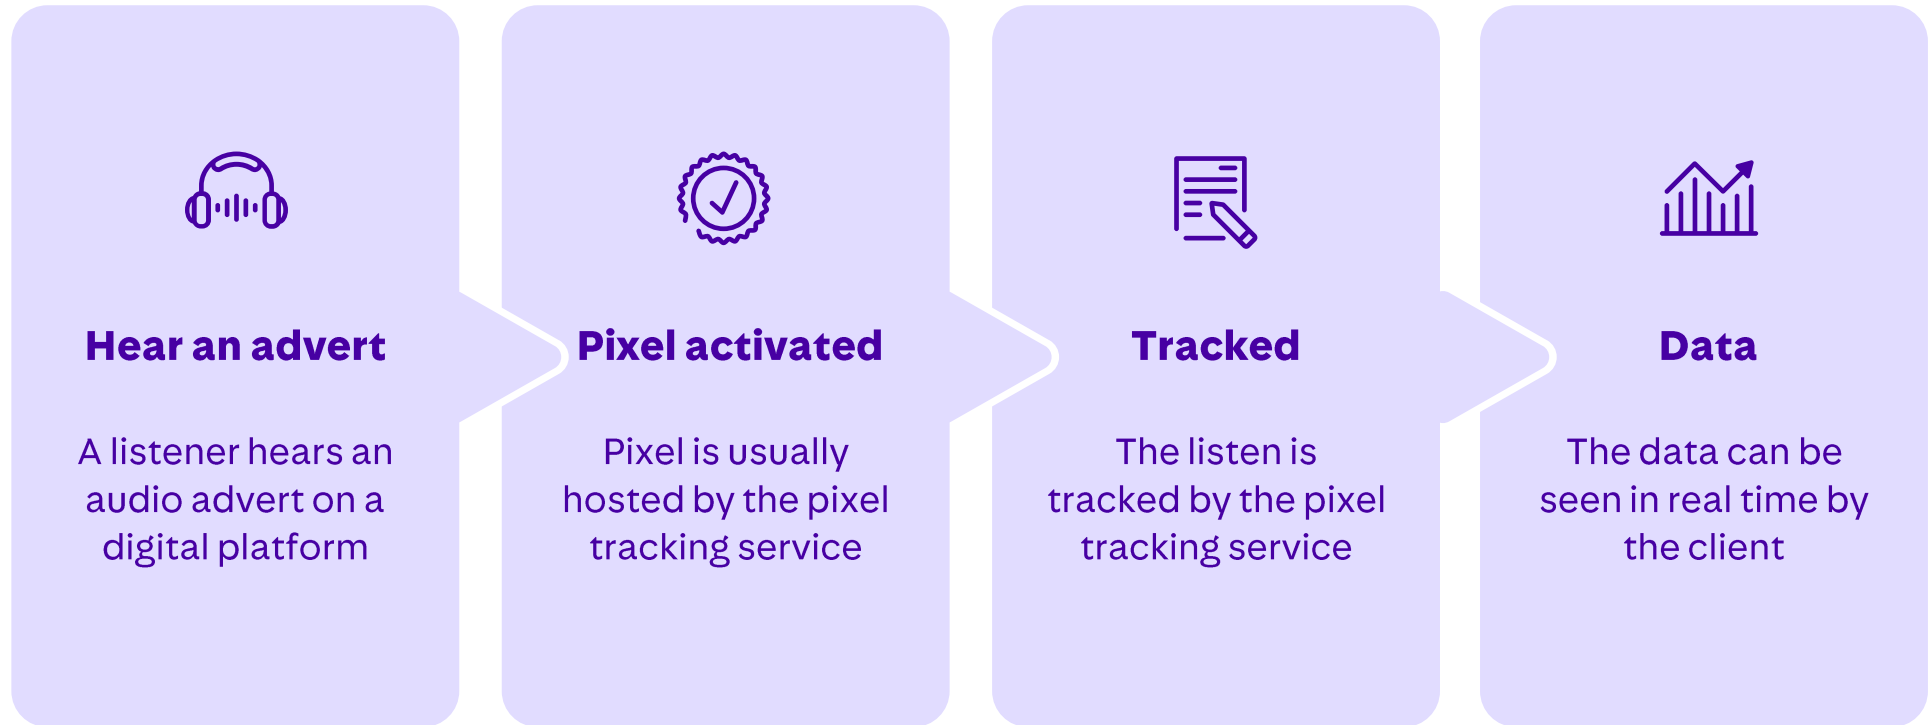 Hear an advert
A listener hears an
audio advert on a
digital platform
Pixel activated
Pixel is usually
hosted by the pixel
tracking service
Tracked
The listen is
tracked by the pixel
tracking service
Data
The data can be
seen in real time by
the client